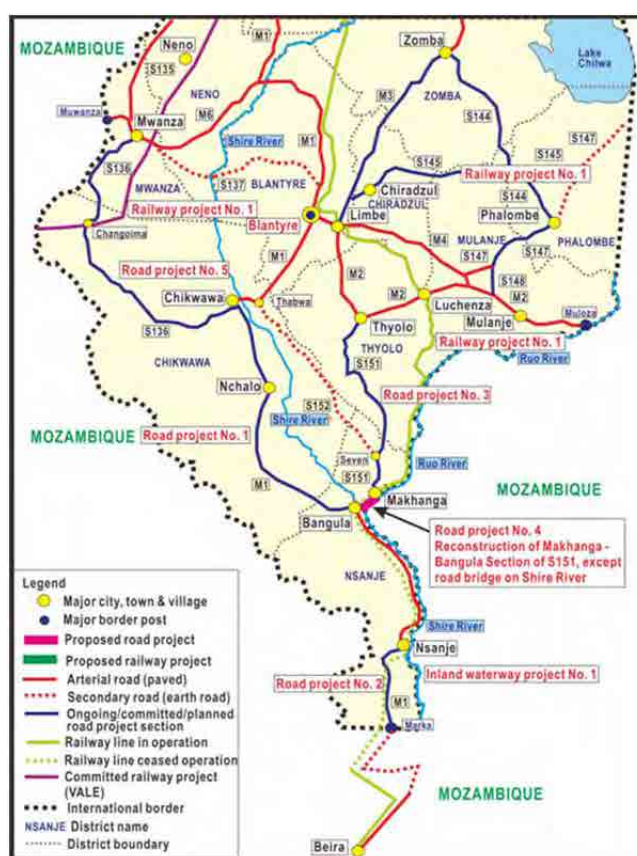 MOZAMBIQUE
Neno
M1
Zomba
Lake
Chilwa
S135
NENO
M3
ZOMBA
S144
Muwanza
Mwanza
M6
Shire River
M1
S147
S136
S145
S145
MWANZA
S137
BLANTYRE
Chiradzul
CHIRADZUL
Railway project No. 1
S144
Railway project No. 1
Changoima
Blantyre
Limbe
Phalombe
M4
MULANJE
S147
PHALOMBE
Road project No. 5
M1
M2
S147
S148
Chikwawa
Thabwa
M2
M2
Luchenza
Mulanje
Muloza
S136
Thyolo
THYOLO
Railway project No. 1
Ruo River
CHIKWAWA
S151
Nchalo
Road project No. 3
S152
Shire River
MOZAMBIQUE
Road project No. 1
Seven
Ruo River
M1
S151
MOZAMBIQUE
Makhanga
Bangula
Road project No. 4
Reconstruction of Makhanga -
Bangula Section of S151, except
road bridge on Shire River
NSANJE
Legend
Major city, town & village
Major border post
Proposed road project
Proposed railway project
Arterial road (paved)
Secondary road (earth road)
Ongoing/committed/planned
road project section
Railway line in operation
Railway line ceased operation
Committed railway project
(VALE)
International border
NSANJE District name
District boundary
Shire River
Nsanje
Road project No. 2
Inland waterway project No. 1
M1
Marka
MOZAMBIQUE
Beira